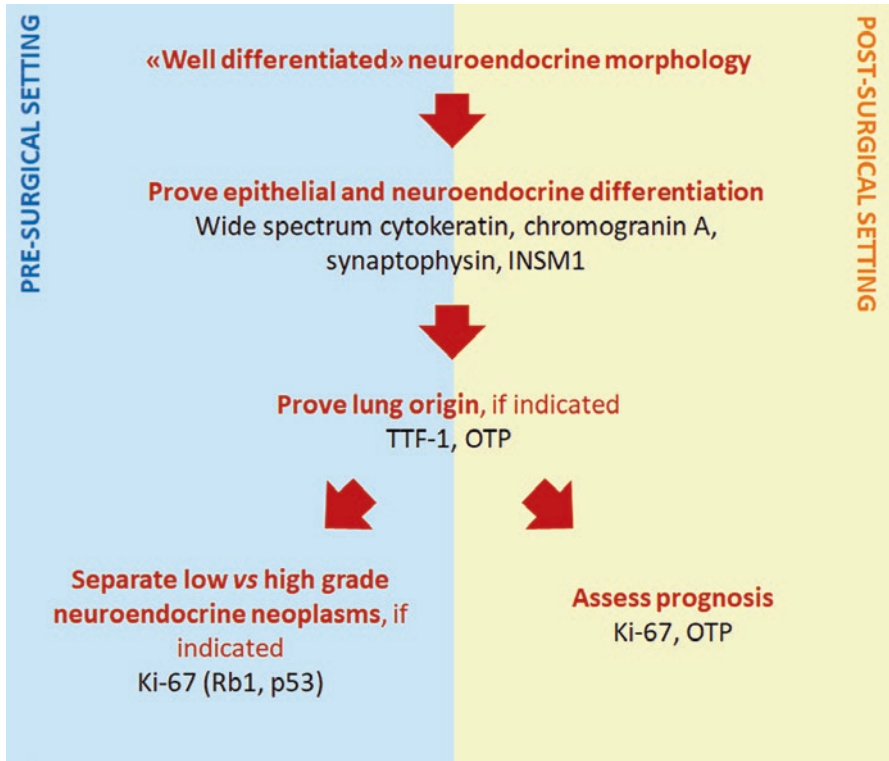 PRE-SURGICAL SETTING
POST-SURGICAL SETTING
«Well differentiated» neuroendocrine morphology
Prove epithelial and neuroendocrine differentiation
Wide spectrum cytokeratin, chromogranin A,
synaptophysin, INSM1
Prove lung origin, if indicated
TTF-1, OTP
Separate low vs high grade
neuroendocrine neoplasms, if
indicated
Ki-67 (Rb1, p53)
Assess prognosis
Ki-67, OTP